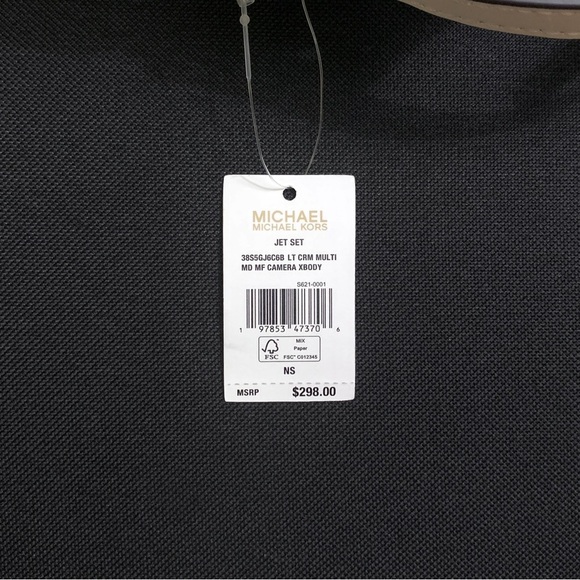 MICHAEL
MICHAEL KORS
JET SET
38S5GJ6C6B LT CRM MULTI
MD MF CAMERA XBODY
S621-0001
1 97853 47370 6
FSC
MIX
Paper
FSC® C012345
NS
MSRP $298.00